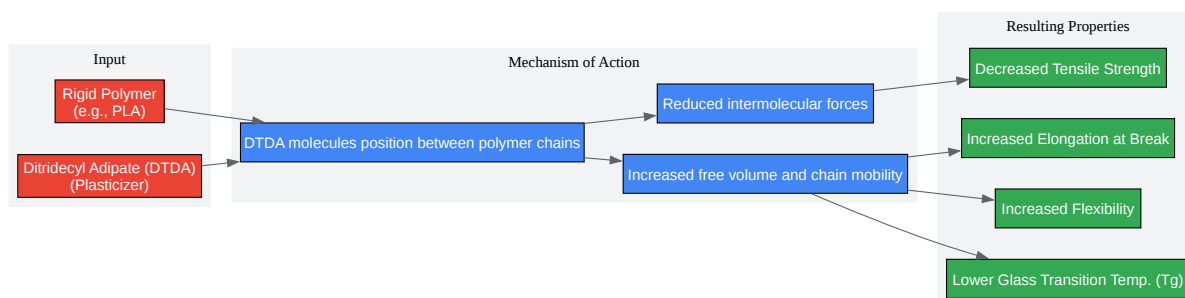 Input
Rigid Polymer
(e.g., PLA)
Ditridecyl Adipate (DTDA)
(Plasticizer)
Mechanism of Action
DTDA molecules position between polymer chains
Reduced intermolecular forces
Increased free volume and chain mobility
Resulting Properties
Decreased Tensile Strength
Increased Elongation at Break
Increased Flexibility
Lower Glass Transition Temp. (Tg)